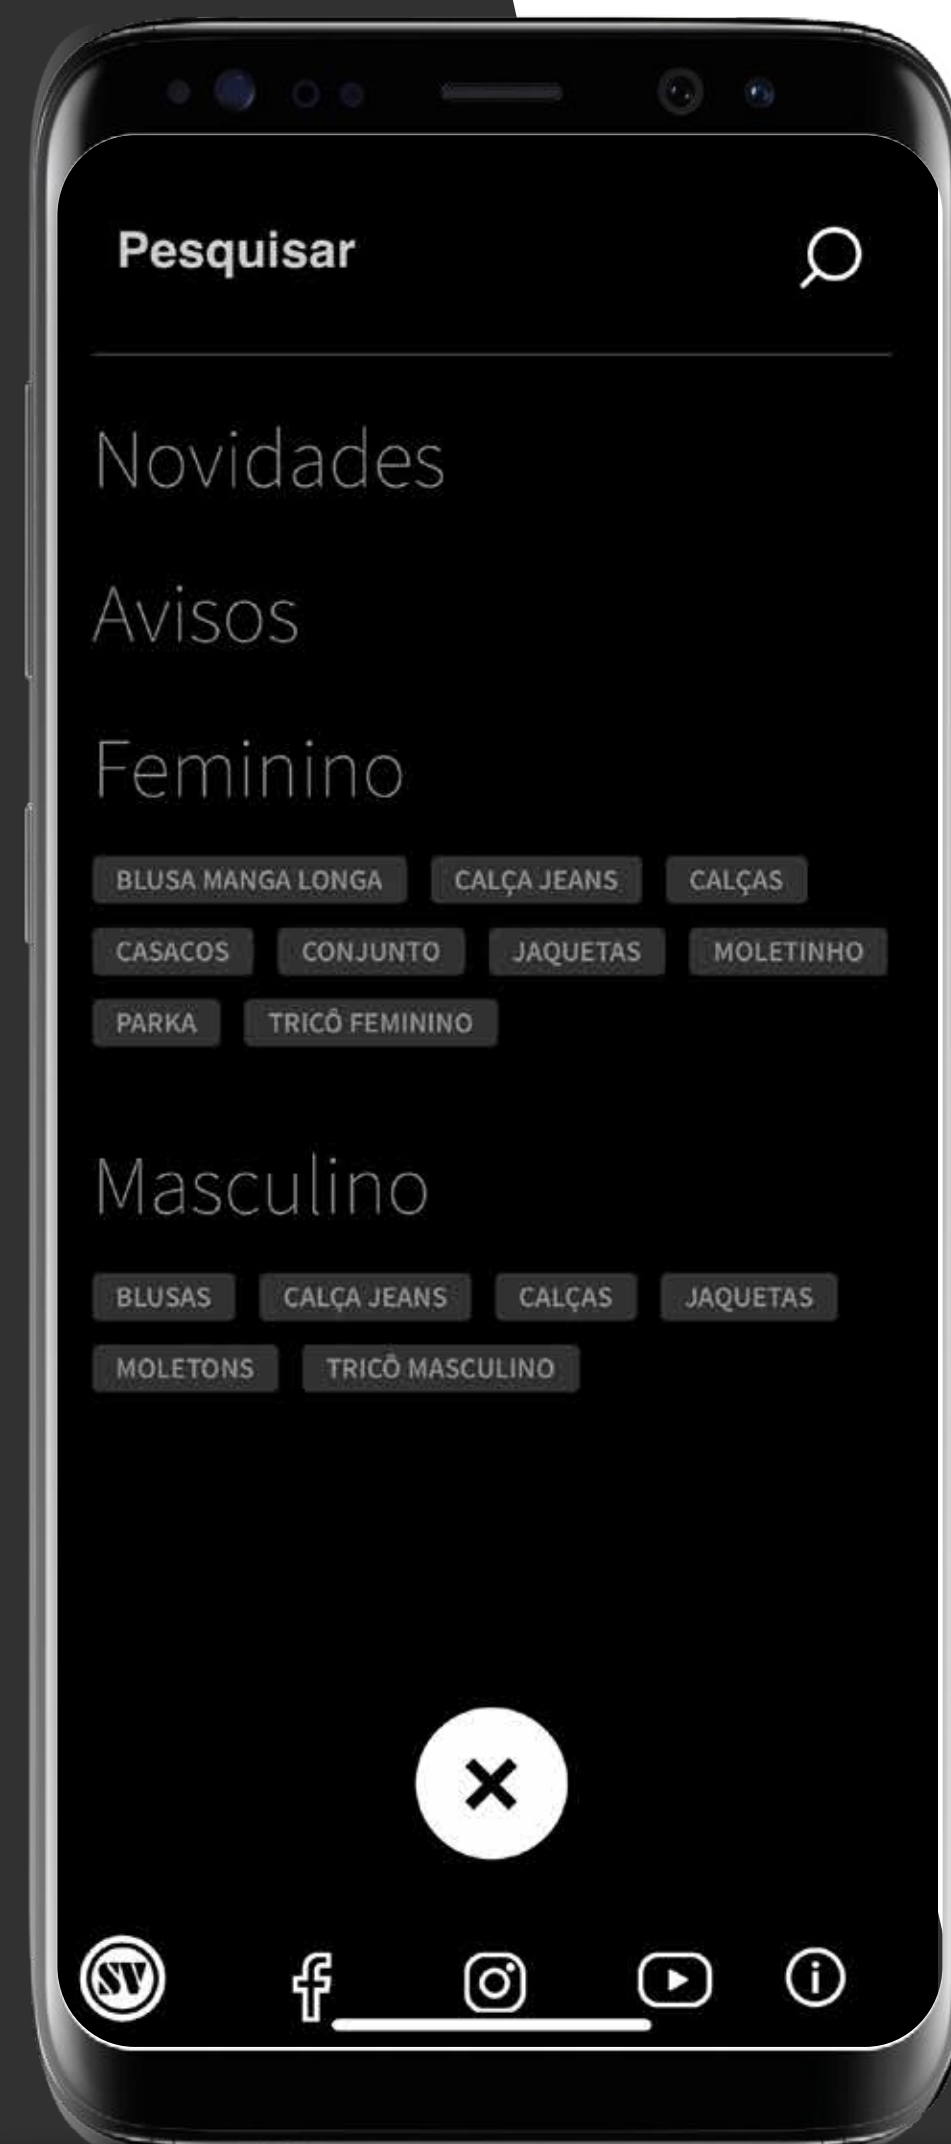 Pesquisar
Novidades
Avisos
Feminino
BLUSA MANGA LONGA CALÇA JEANS CALÇAS
CASACOS CONJUNTO JAQUETAS MOLETINHO
PARKA TRICÔ FEMININO
Masculino
BLUSAS CALÇA JEANS CALÇAS JAQUETAS
MOLETONS TRICÔ MASCULINO
SW